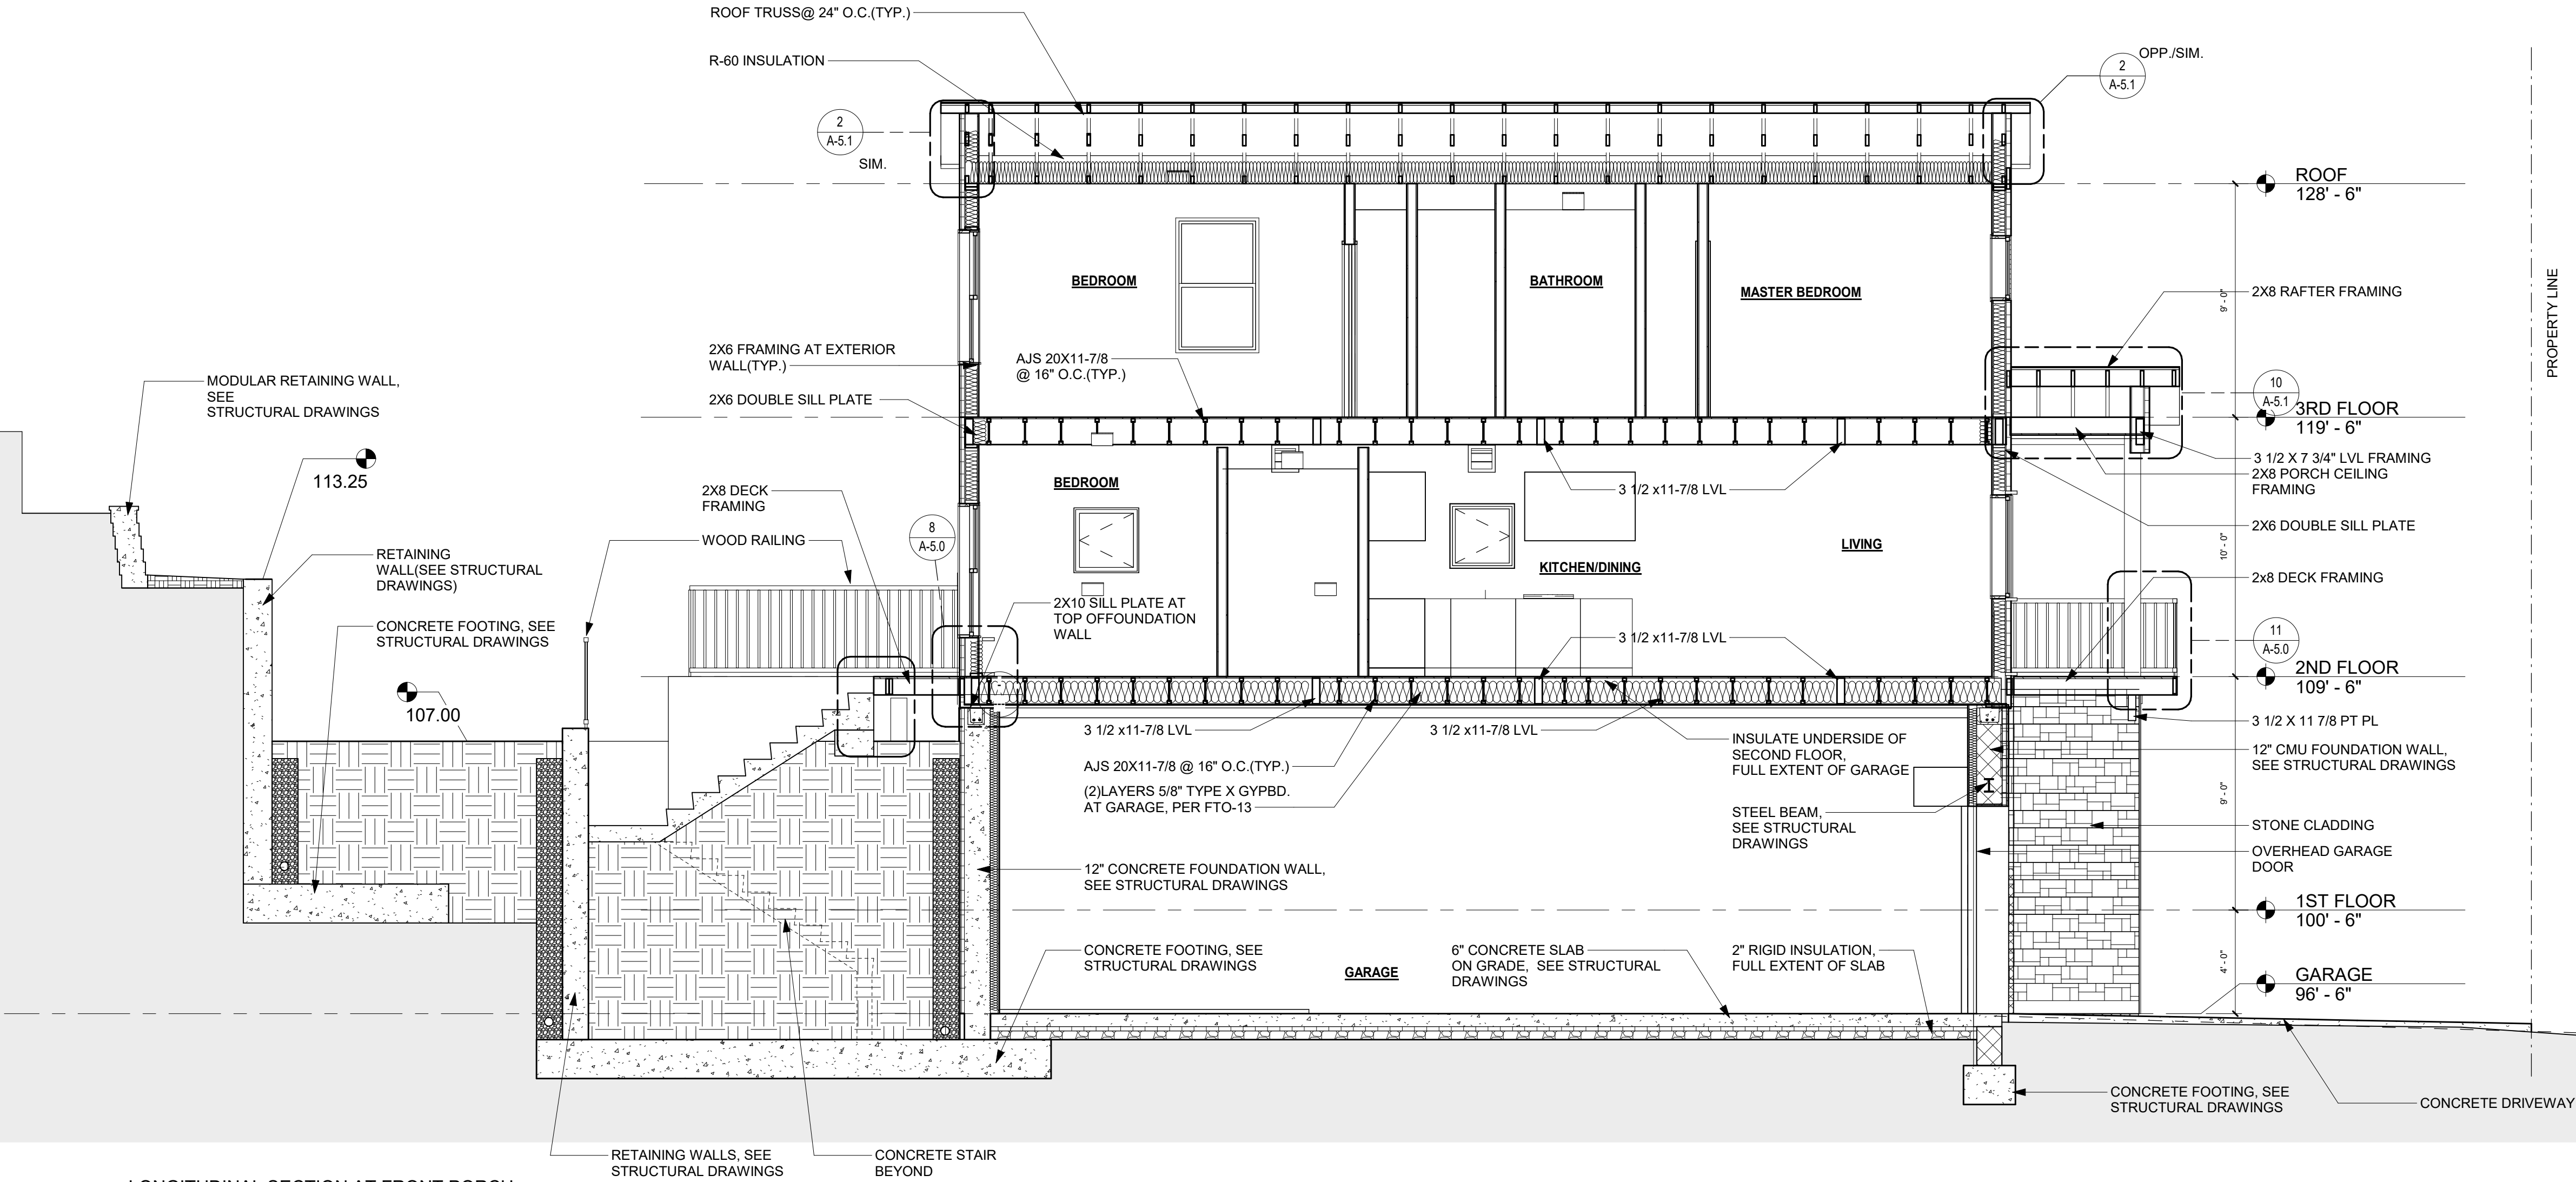 ROOF TRUSS@ 24" O.C.(TYP.)
R-60 INSULATION
2
A-5.1
SIM.
2
A-5.1
OPP./SIM.
ROOF
128' - 6"
PROPERTY LINE
9' - 0"
2X8 RAFTER FRAMING
BEDROOM
BATHROOM
MASTER BEDROOM
2X6 FRAMING AT EXTERIOR
WALL(TYP.)
2X6 DOUBLE SILL PLATE
AJS 20X11-7/8
@ 16" O.C.(TYP.)
MODULAR RETAINING WALL,
SEE
STRUCTURAL DRAWINGS
10
A-5.1
3RD FLOOR
119' - 6"
113.25
3 1/2 X 7 3/4" LVL FRAMING
2X8 PORCH CEILING
FRAMING
2X8 DECK
FRAMING
BEDROOM
3 1/2 x11-7/8 LVL
8
A-5.0
WOOD RAILING
2X6 DOUBLE SILL PLATE
10' - 0"
LIVING
KITCHEN/DINING
RETAINING
WALL(SEE STRUCTURAL
DRAWINGS)
2x8 DECK FRAMING
2X10 SILL PLATE AT
TOP OFFOUNDATION
WALL
CONCRETE FOOTING, SEE
STRUCTURAL DRAWINGS
3 1/2 x11-7/8 LVL
11
A-5.0
2ND FLOOR
109' - 6"
107.00
3 1/2 x11-7/8 LVL
3 1/2 x11-7/8 LVL
3 1/2 X 11 7/8 PT PL
INSULATE UNDERSIDE OF
SECOND FLOOR,
FULL EXTENT OF GARAGE
12" CMU FOUNDATION WALL,
SEE STRUCTURAL DRAWINGS
AJS 20X11-7/8 @ 16" O.C.(TYP.)
(2)LAYERS 5/8" TYPE X GYPBD.
AT GARAGE, PER FTO-13
9' - 0"
STEEL BEAM,
SEE STRUCTURAL
DRAWINGS
STONE CLADDING
OVERHEAD GARAGE
DOOR
12" CONCRETE FOUNDATION WALL,
SEE STRUCTURAL DRAWINGS
1ST FLOOR
100' - 6"
CONCRETE FOOTING, SEE
STRUCTURAL DRAWINGS
GARAGE
6" CONCRETE SLAB
ON GRADE, SEE STRUCTURAL
DRAWINGS
2" RIGID INSULATION,
FULL EXTENT OF SLAB
4' - 0"
GARAGE
96' - 6"
CONCRETE FOOTING, SEE
STRUCTURAL DRAWINGS
CONCRETE DRIVEWAY
RETAINING WALLS, SEE
STRUCTURAL DRAWINGS
CONCRETE STAIR
BEYOND
LONGITUDINAL SECTION AT FRONT PORCH